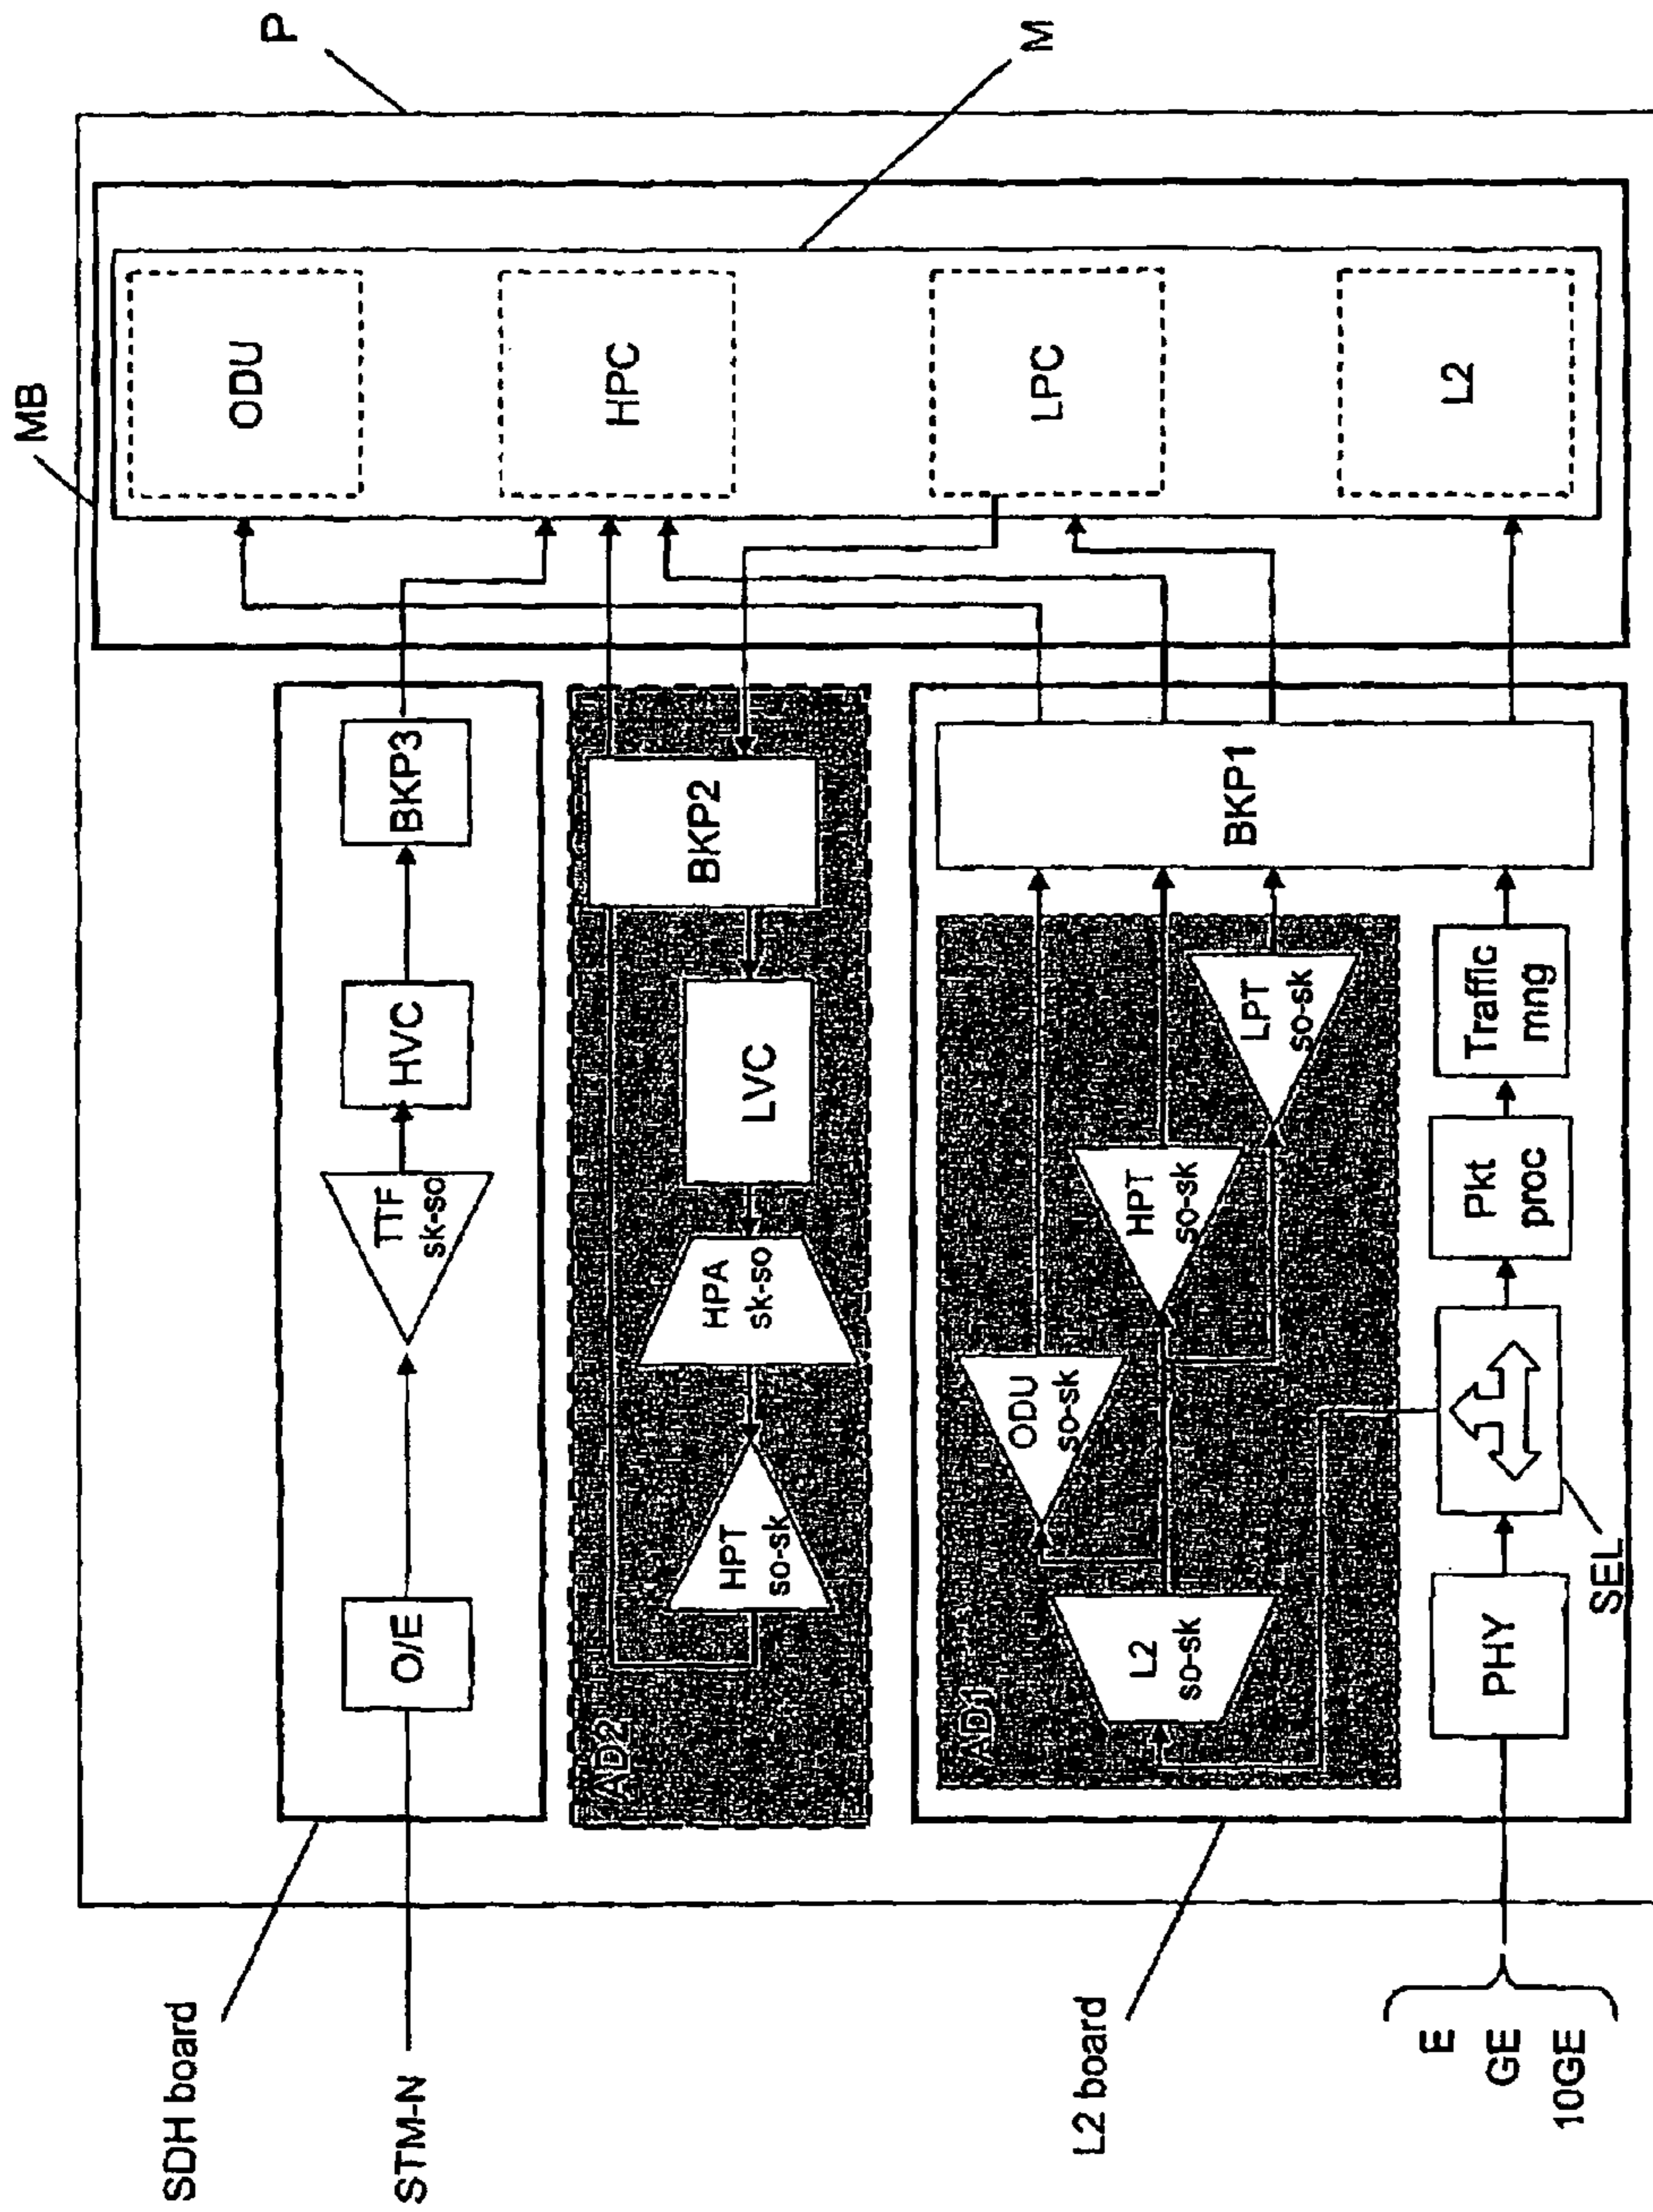 P
MB
M
ODU
HPC
LPC
L2
SDH board
STM-N
O/E
TTF
sk-so
HVC
BKP3
AD2
HPT
so-sk
HPA
sk-so
LVC
BKP2
L2 board
AD1
L2
so-sk
ODU
so-sk
HPT
so-sk
LPT
so-sk
BKP1
E
GE
10GE
PHY
SEL
Pkt
proc
Traffic
mng